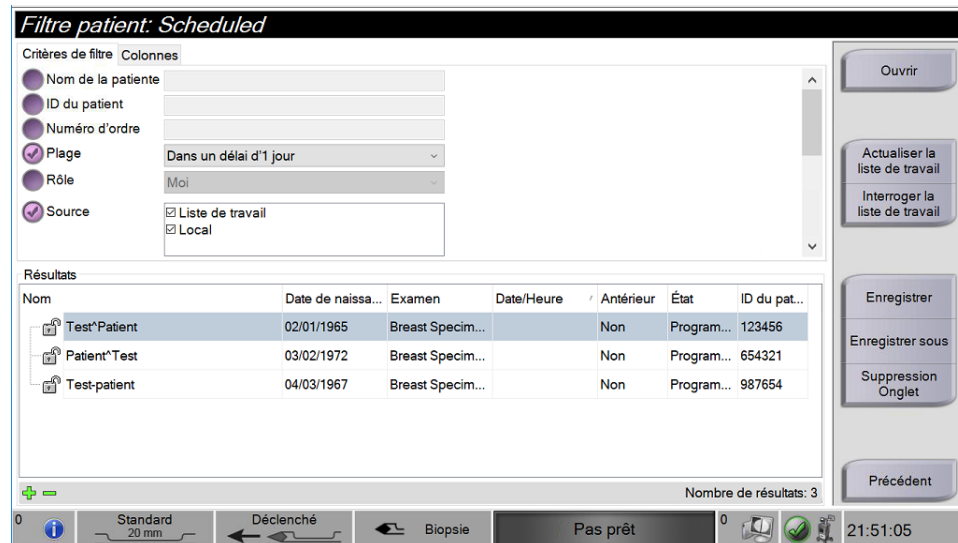 Filtre patient: Scheduled
Critères de filtre Colonnes
Nom de la patiente
ID du patient
Numéro d'ordre
Plage Dans un délai d'1 jour
Rôle Moi
Source Liste de travail
Local
Ouvrir
Actualiser la
liste de travail
Interroger la
liste de travail
Résultats
Nom Date de naissa... Examen Date/Heure Antérieur État ID du pat...
Test^Patient 02/01/1965 Breast Specim... Non Program... 123456
Patient^Test 03/02/1972 Breast Specim... Non Program... 654321
Test-patient 04/03/1967 Breast Specim... Non Program... 987654
Enregistrer
Enregistrer sous
Suppression
Onglet
Précédent
Nombre de résultats: 3
0 Standard
20 mm
Déclenché
Biopsie
Pas prêt
0
21:51:05